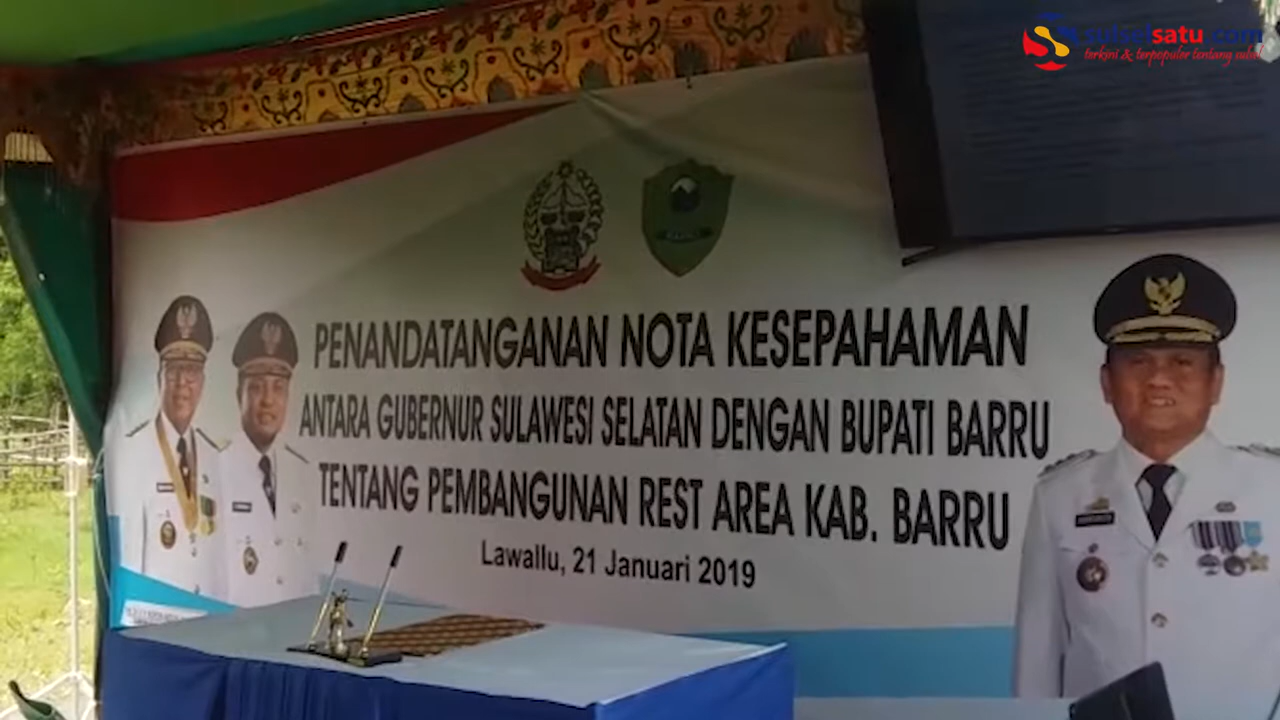 sulselsatu.com
terkini & terpopuler tentang sulsel
PENANDATANGANAN NOTA KESEPAHAMAN
ANTARA GUBERNUR SULAWESI SELATAN DENGAN BUPATI BARRU
TENTANG PEMBANGUNAN REST AREA KAB. BARRU
Lawallu, 21 Januari 2019